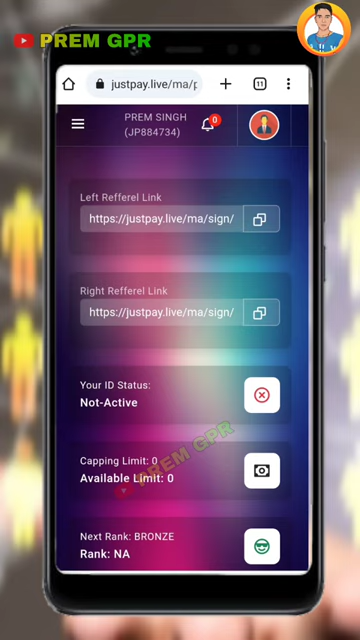 PREM GPR
justpay.live/ma/p
11
PREM SINGH
(JP884734)
0
Left Refferel Link
https://justpay.live/ma/sign/
Right Refferel Link
https://justpay.live/ma/sign/
Your ID Status:
Not-Active
Capping Limit: 0
Available Limit: 0
PREM GPR
Next Rank: BRONZE
Rank: NA